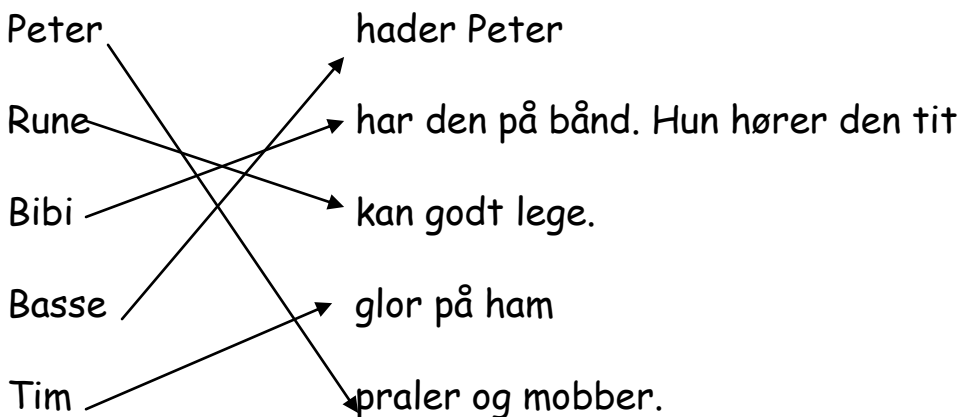 Peter hader Peter
Rune har den på bånd. Hun hører den tit
Bibi kan godt lege.
Basse glor på ham
Tim praler og mobber.